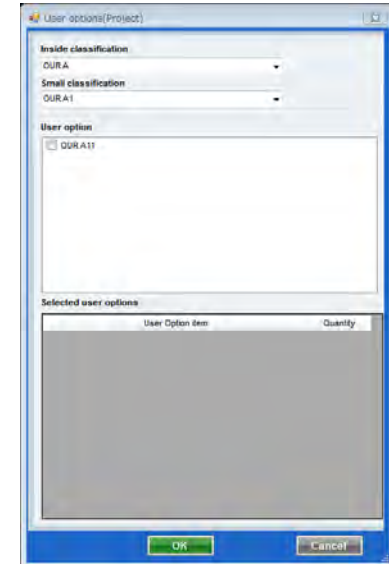 User options(Project)
Inside classification
OUR.A
Small classification
OUR.A1
User option
OUR.A11
Selected user options
User Option item Quantity
OK Cancel